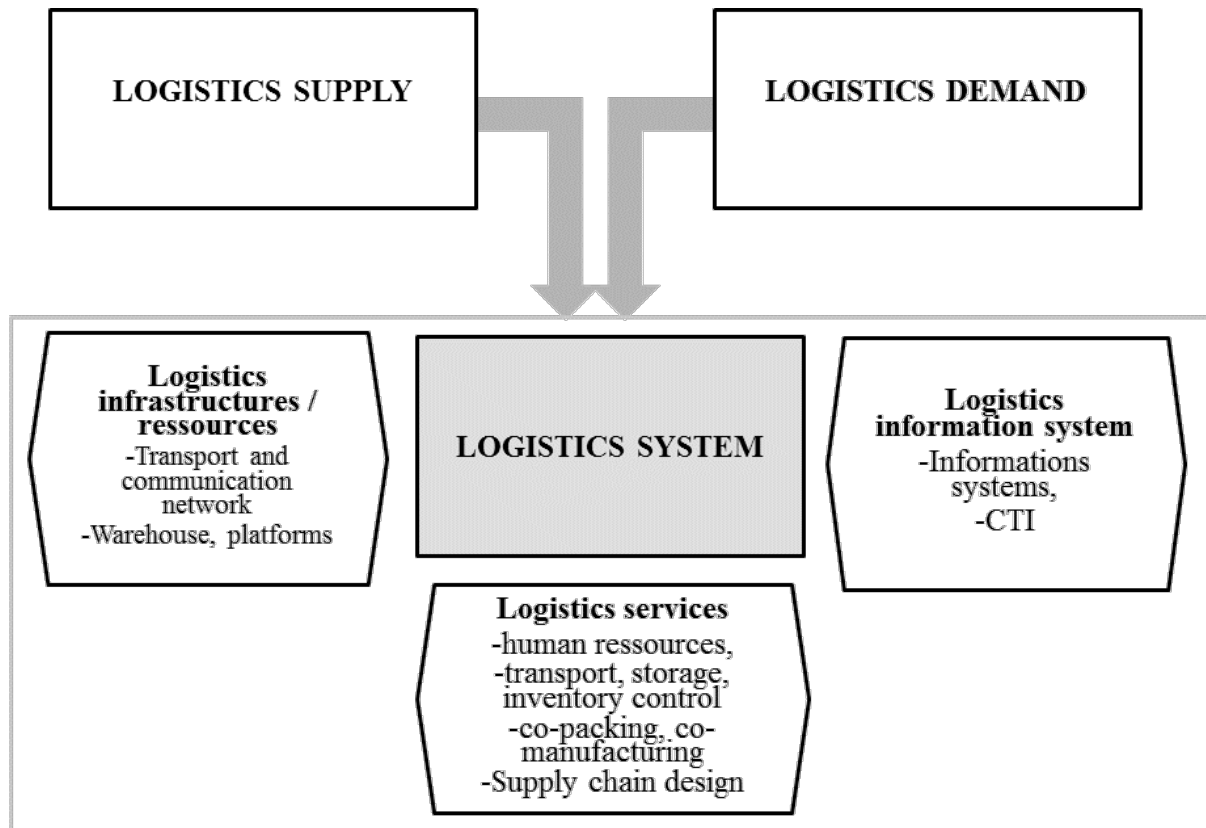 LOGISTICS SUPPLY
LOGISTICS DEMAND
Logistics
infrastructures /
ressources
-Transport and
communication
network
-Warehouse, platforms
LOGISTICS SYSTEM
Logistics
information system
-Informations
systems,
-CTI
Logistics services
-human ressources,
-transport, storage,
inventory control
-co-packing, co-
manufacturing
-Supply chain design